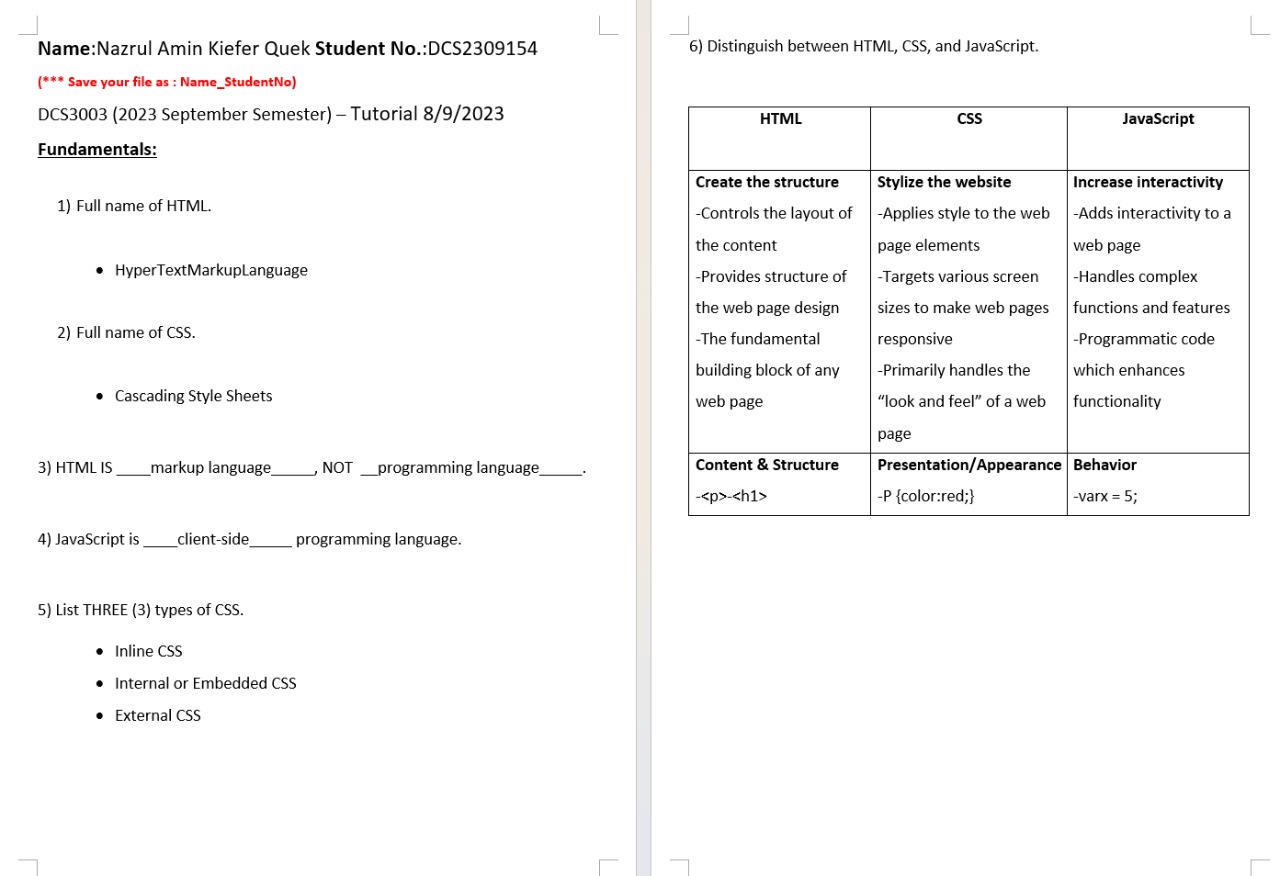 Name:Nazrul Amin Kiefer Quek Student No.:DCS2309154
(*** Save your file as : Name_StudentNo)
DCS3003 (2023 September Semester) – Tutorial 8/9/2023
Fundamentals:
1) Full name of HTML.
• HyperTextMarkupLanguage
2) Full name of CSS.
• Cascading Style Sheets
3) HTML IS ____markup language_____, NOT __programming language_____.
4) JavaScript is ____client-side_____ programming language.
5) List THREE (3) types of CSS.
• Inline CSS
• Internal or Embedded CSS
• External CSS
6) Distinguish between HTML, CSS, and JavaScript.
HTML
CSS
JavaScript
Create the structure
-Controls the layout of
the content
-Provides structure of
the web page design
-The fundamental
building block of any
web page
Stylize the website
-Applies style to the web
page elements
-Targets various screen
sizes to make web pages
responsive
-Primarily handles the
“look and feel” of a web
page
Increase interactivity
-Adds interactivity to a
web page
-Handles complex
functions and features
-Programmatic code
which enhances
functionality
Content & Structure
-<p>-<h1>
Presentation/Appearance
-P {color:red;}
Behavior
-varx = 5;